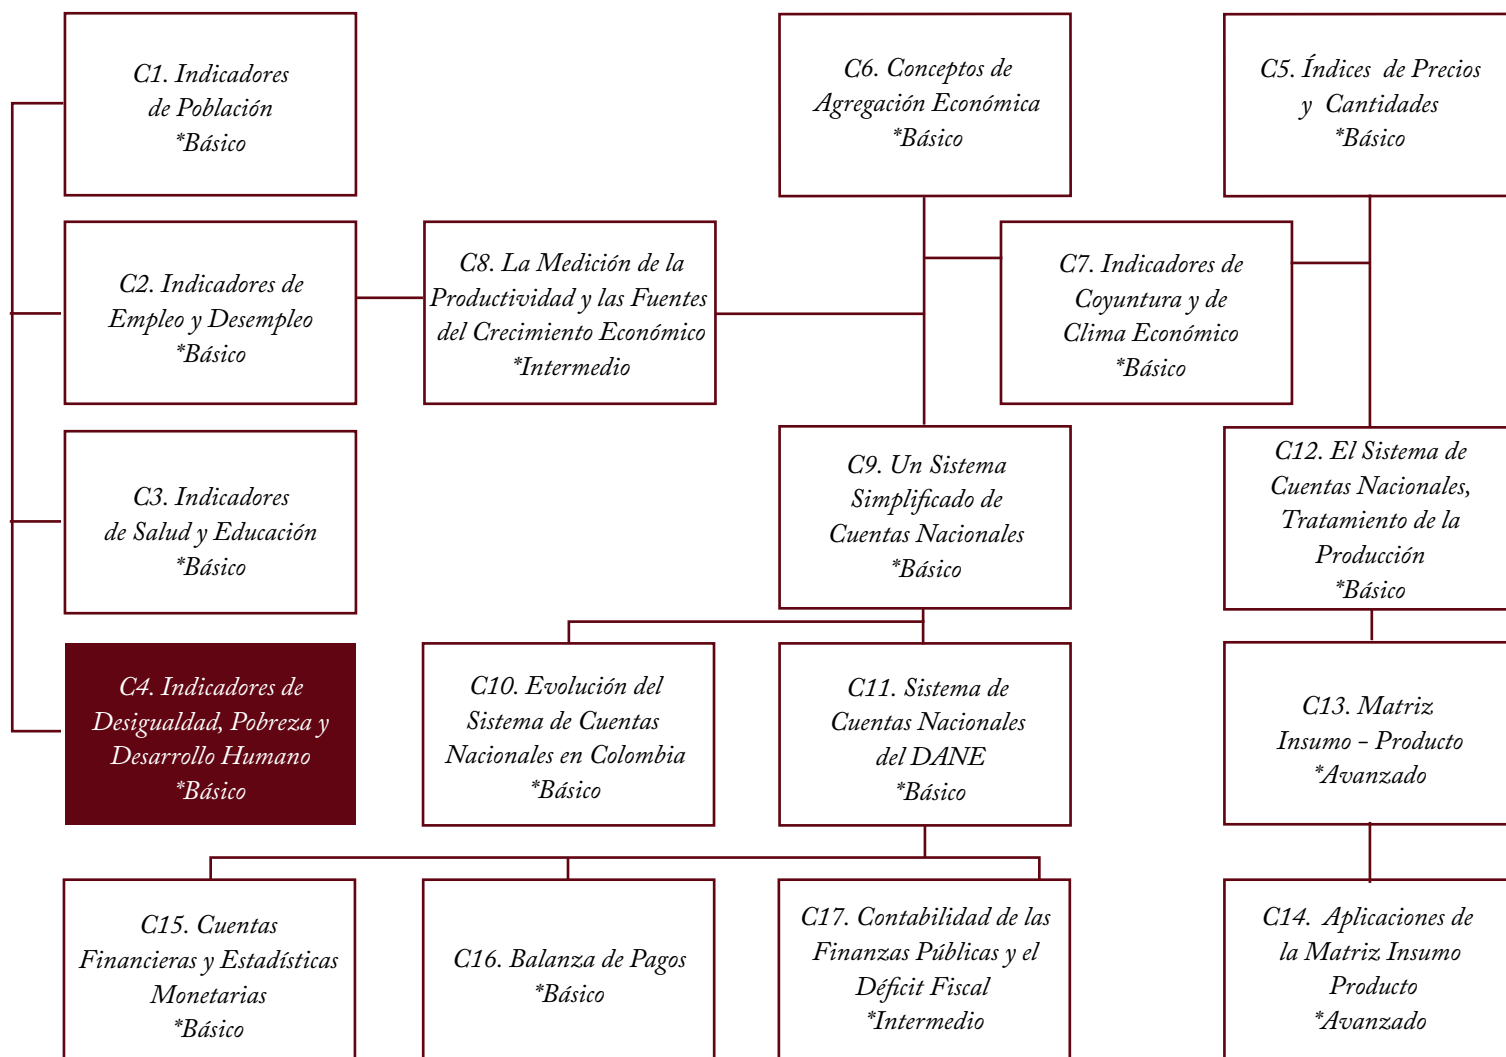 C1. Indicadores
de Población
*Básico
C6. Conceptos de
Agregación Económica
*Básico
C5. Índices de Precios
y Cantidades
*Básico
C2. Indicadores de
Empleo y Desempleo
*Básico
C8. La Medición de la
Productividad y las Fuentes
del Crecimiento Económico
*Intermedio
C7. Indicadores de
Coyuntura y de
Clima Económico
*Básico
C3. Indicadores
de Salud y Educación
*Básico
C9. Un Sistema
Simplificado de
Cuentas Nacionales
*Básico
C12. El Sistema de
Cuentas Nacionales,
Tratamiento de la
Producción
*Básico
C4. Indicadores de
Desigualdad, Pobreza y
Desarrollo Humano
*Básico
C10. Evolución del
Sistema de Cuentas
Nacionales en Colombia
*Básico
C11. Sistema de
Cuentas Nacionales
del DANE
*Básico
C13. Matriz
Insumo - Producto
*Avanzado
C15. Cuentas
Financieras y Estadísticas
Monetarias
*Básico
C16. Balanza de Pagos
*Básico
C17. Contabilidad de las
Finanzas Públicas y el
Déficit Fiscal
*Intermedio
C14. Aplicaciones de
la Matriz Insumo
Producto
*Avanzado